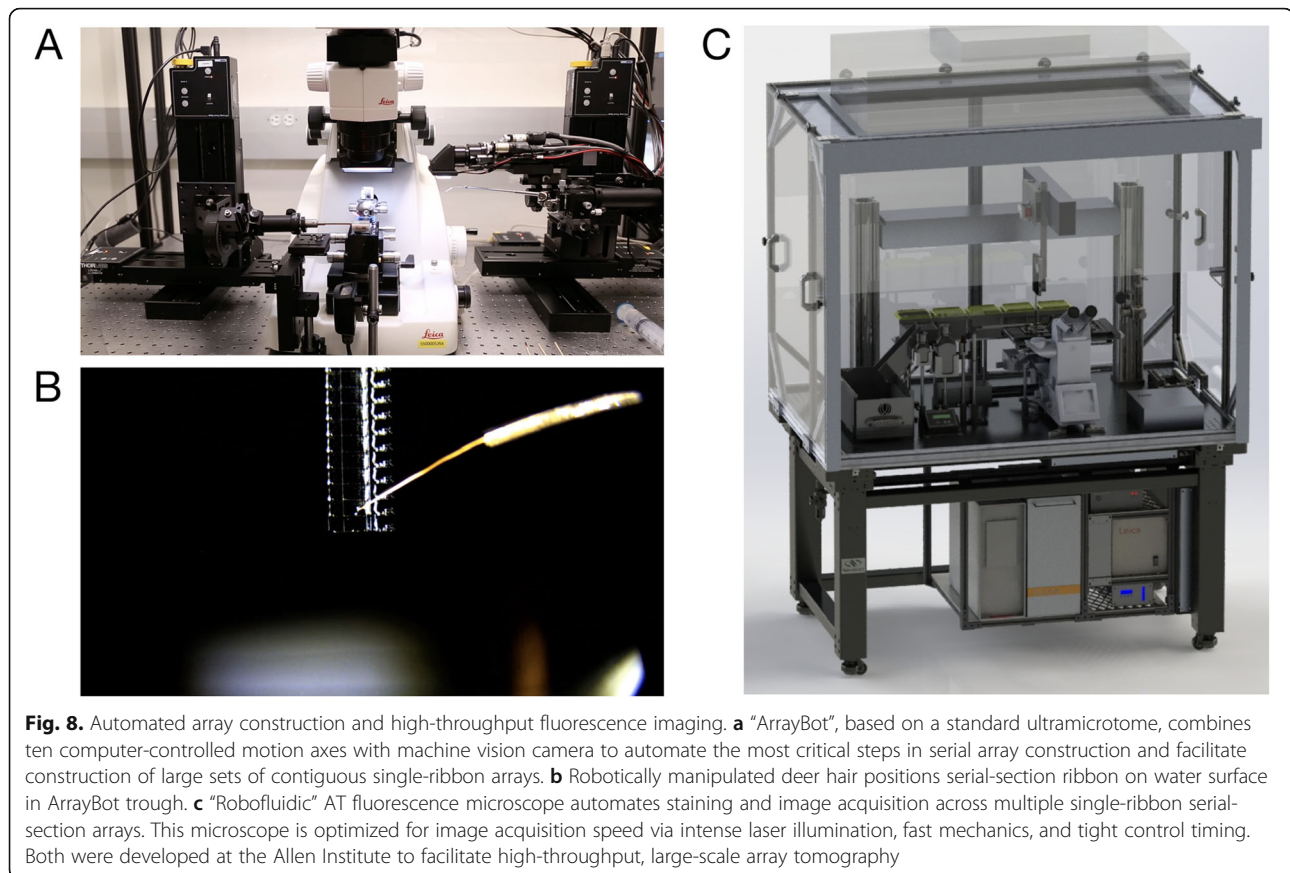 A
C
Leica
THORLABS
Leica
B
Leica
Fig. 8. Automated array construction and high-throughput fluorescence imaging. a “ArrayBot”, based on a standard ultramicrotome, combines
ten computer-controlled motion axes with machine vision camera to automate the most critical steps in serial array construction and facilitate
construction of large sets of contiguous single-ribbon arrays. b Robotically manipulated deer hair positions serial-section ribbon on water surface
in ArrayBot trough. c “Robofluidic” AT fluorescence microscope automates staining and image acquisition across multiple single-ribbon serial-
section arrays. This microscope is optimized for image acquisition speed via intense laser illumination, fast mechanics, and tight control timing.
Both were developed at the Allen Institute to facilitate high-throughput, large-scale array tomography